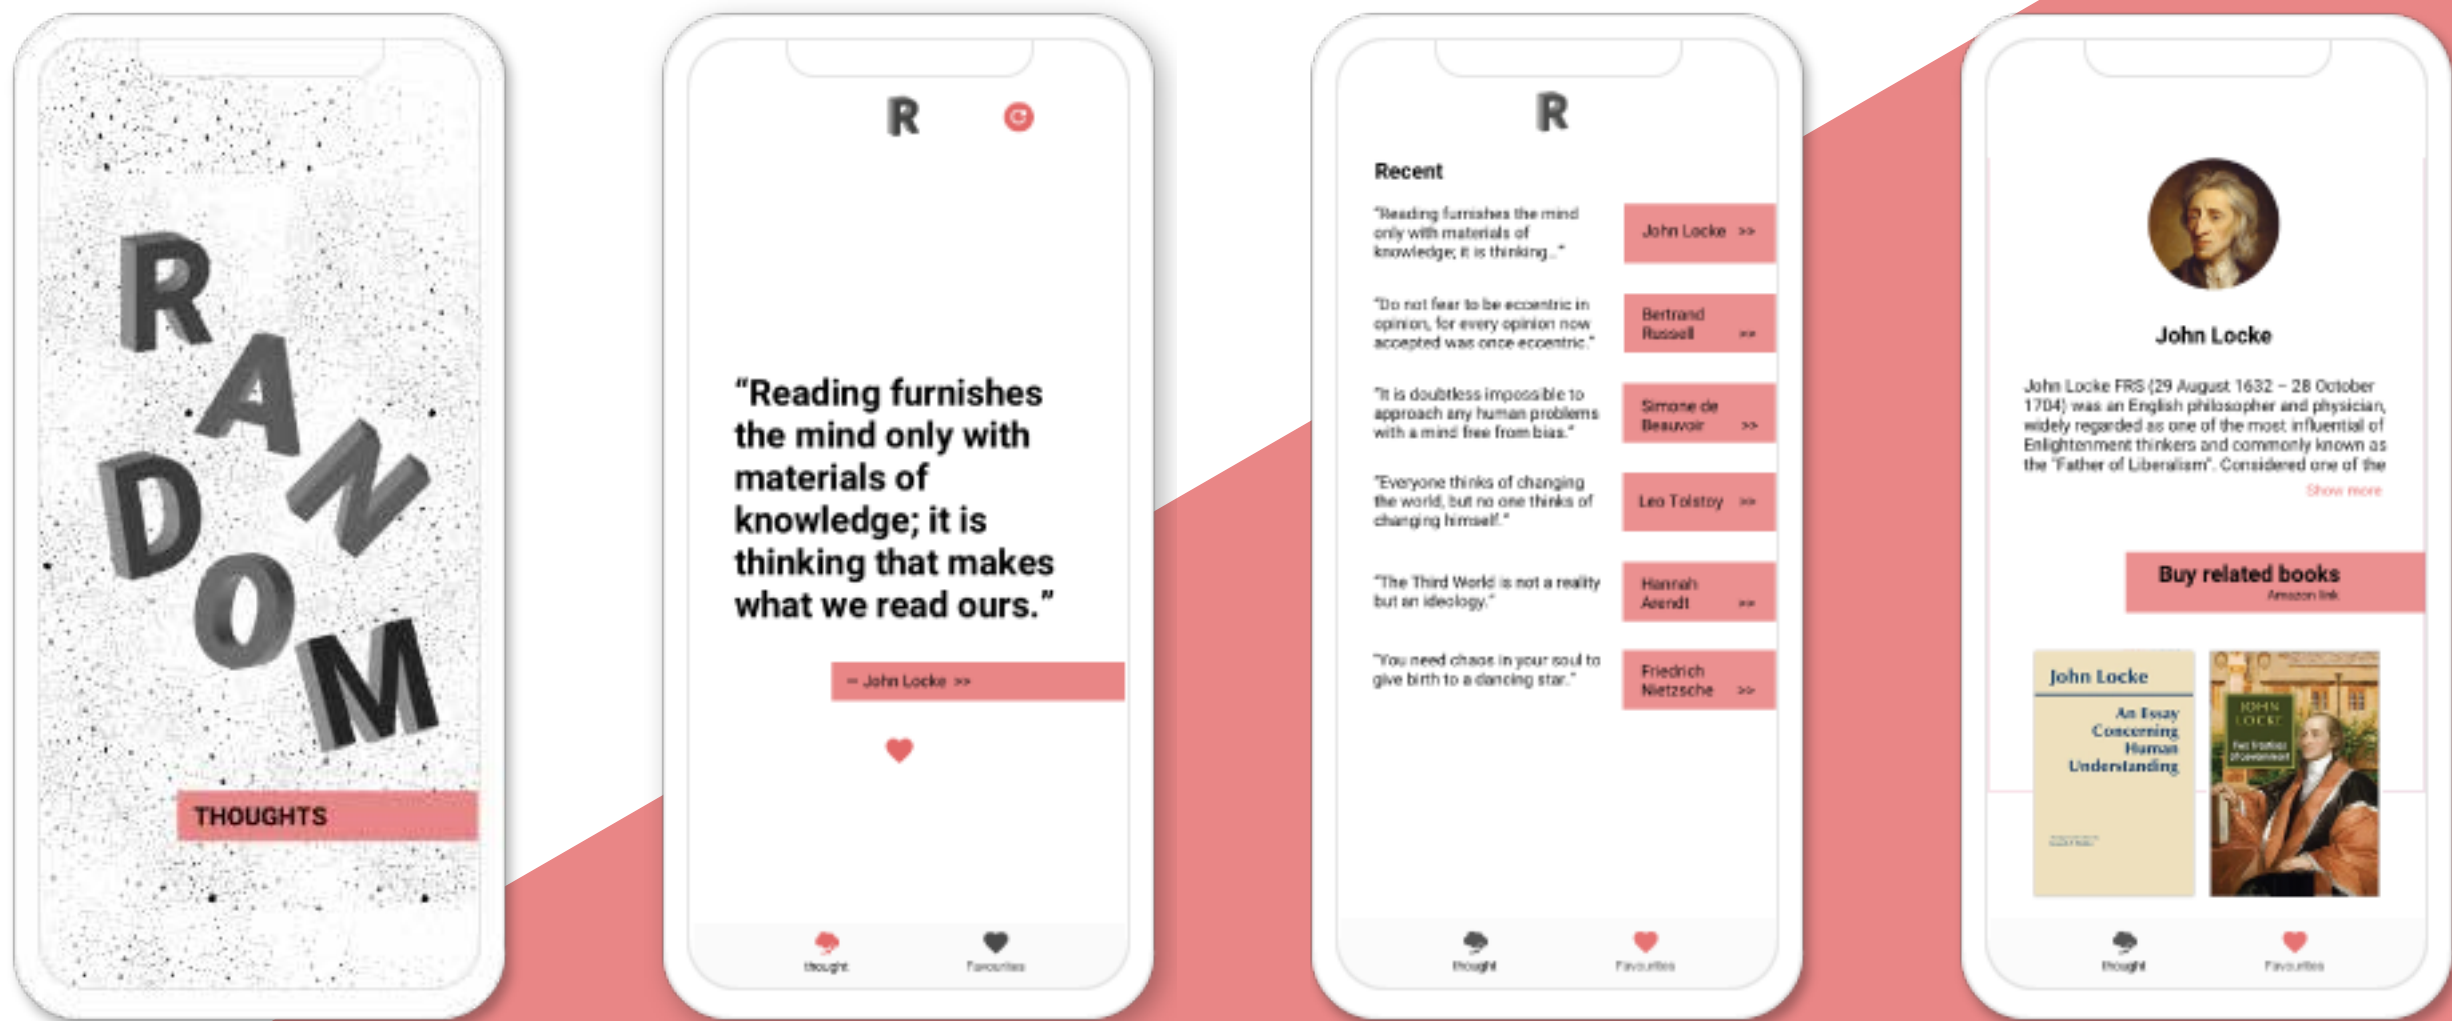 R
A
N
D
O
M
THOUGHTS
R
“Reading furnishes
the mind only with
materials of
knowledge; it is
thinking that makes
what we read ours.”
– John Locke >>
thought
Favourites
R
Recent
“Reading furnishes the mind
only with materials of
knowledge; it is thinking...”
John Locke >>
“Do not fear to be eccentric in
opinion, for every opinion now
accepted was once eccentric.”
Bertrand
Russell >>
“It is doubtless impossible to
approach any human problems
with a mind free from bias.”
Simone de
Beauvoir >>
“Everyone thinks of changing
the world, but no one thinks of
changing himself.”
Leo Tolstoy >>
“The Third World is not a reality
but an ideology.”
Hannah
Arendt >>
“You need chaos in your soul to
give birth to a dancing star.”
Friedrich
Nietzsche >>
thought
Favourites
John Locke
John Locke FRS (29 August 1632 – 28 October
1704) was an English philosopher and physician,
widely regarded as one of the most influential of
Enlightenment thinkers and commonly known as
the "Father of Liberalism". Considered one of the
Show more
Buy related books
Amazon link
John Locke
An Essay
Concerning
Human
Understanding
JOHN
LOCKE
Two Treatises
of Government
thought
Favourites